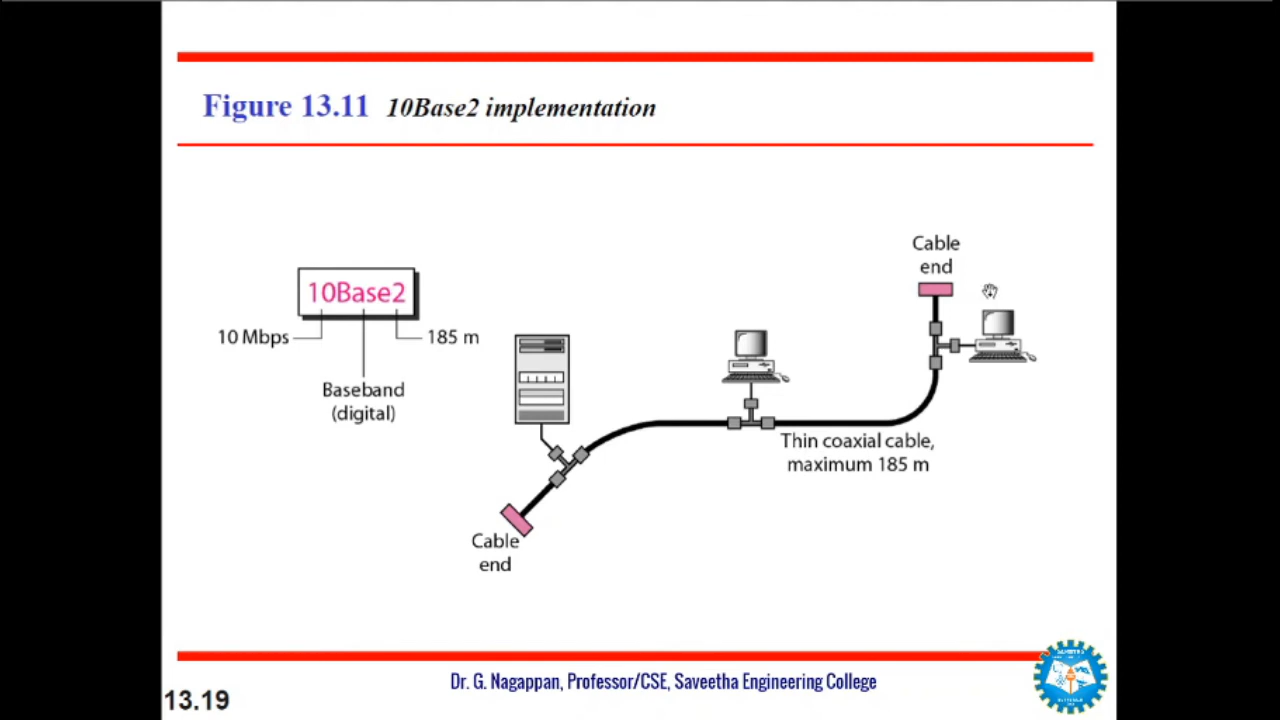 Figure 13.11 10Base2 implementation
Cable
end
10Base2
10 Mbps
185 m
Baseband
(digital)
Thin coaxial cable,
maximum 185 m
Cable
end
Dr. G. Nagappan, Professor/CSE, Saveetha Engineering College
SAVEETHA
13.19